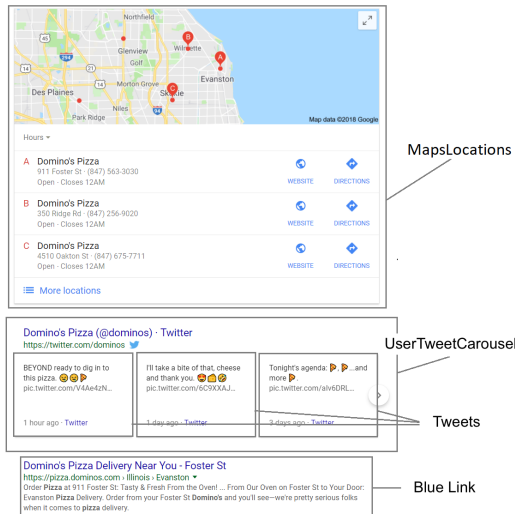 Northfield
45
294
Glenview
Wilmette
B
Golf
A
14
21
Evanston
14
Morton Grove
C
Des Plaines
Skokie
Niles
94
Park Ridge
Map data ©2018 Google
Hours
A Domino's Pizza
911 Foster St · (847) 563-3030
Open · Closes 12AM
WEBSITE DIRECTIONS
B Domino's Pizza
350 Ridge Rd · (847) 256-9020
Open · Closes 12AM
WEBSITE DIRECTIONS
C Domino's Pizza
4510 Oakton St · (847) 675-7711
Open · Closes 12AM
WEBSITE DIRECTIONS
More locations
MapsLocations
Domino's Pizza (@dominos) · Twitter
https://twitter.com/dominos
UserTweetCarousel
BEYOND ready to dig in to
this pizza. 😋😋🍕
pic.twitter.com/V4Ae4zN...
1 hour ago · Twitter
I'll take a bite of that, cheese
and thank you.
pic.twitter.com/6C9XXAJ...
1 day ago · Twitter
Tonight's agenda: 🍕, 🍕 ...and
more 🍕.
pic.twitter.com/alv6DRL...
3 days ago · Twitter
Tweets
Domino's Pizza Delivery Near You - Foster St
https://pizza.dominos.com › Illinois › Evanston
Order Pizza at 911 Foster St: Tasty & Fresh From the Oven! ... From Our Oven on Foster St to Your Door:
Evanston Pizza Delivery. Order from your Foster St Domino's and you'll see—we're pretty serious folks
when it comes to pizza delivery.
Blue Link